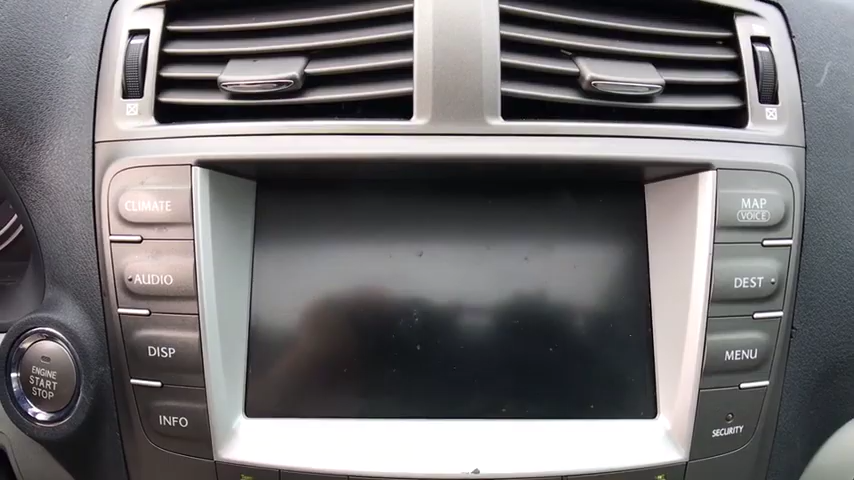 CLIMATE
AUDIO
DISP
INFO
MAP
VOICE
DEST
MENU
SECURITY
ENGINE
START
STOP